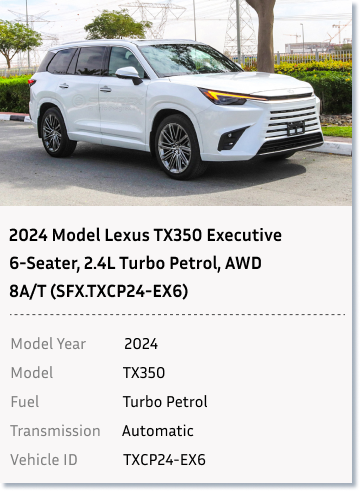 2024 Model Lexus TX350 Executive
6-Seater, 2.4L Turbo Petrol, AWD
8A/T (SFX.TXCP24-EX6)
Model Year 2024
Model TX350
Fuel Turbo Petrol
Transmission Automatic
Vehicle ID TXCP24-EX6